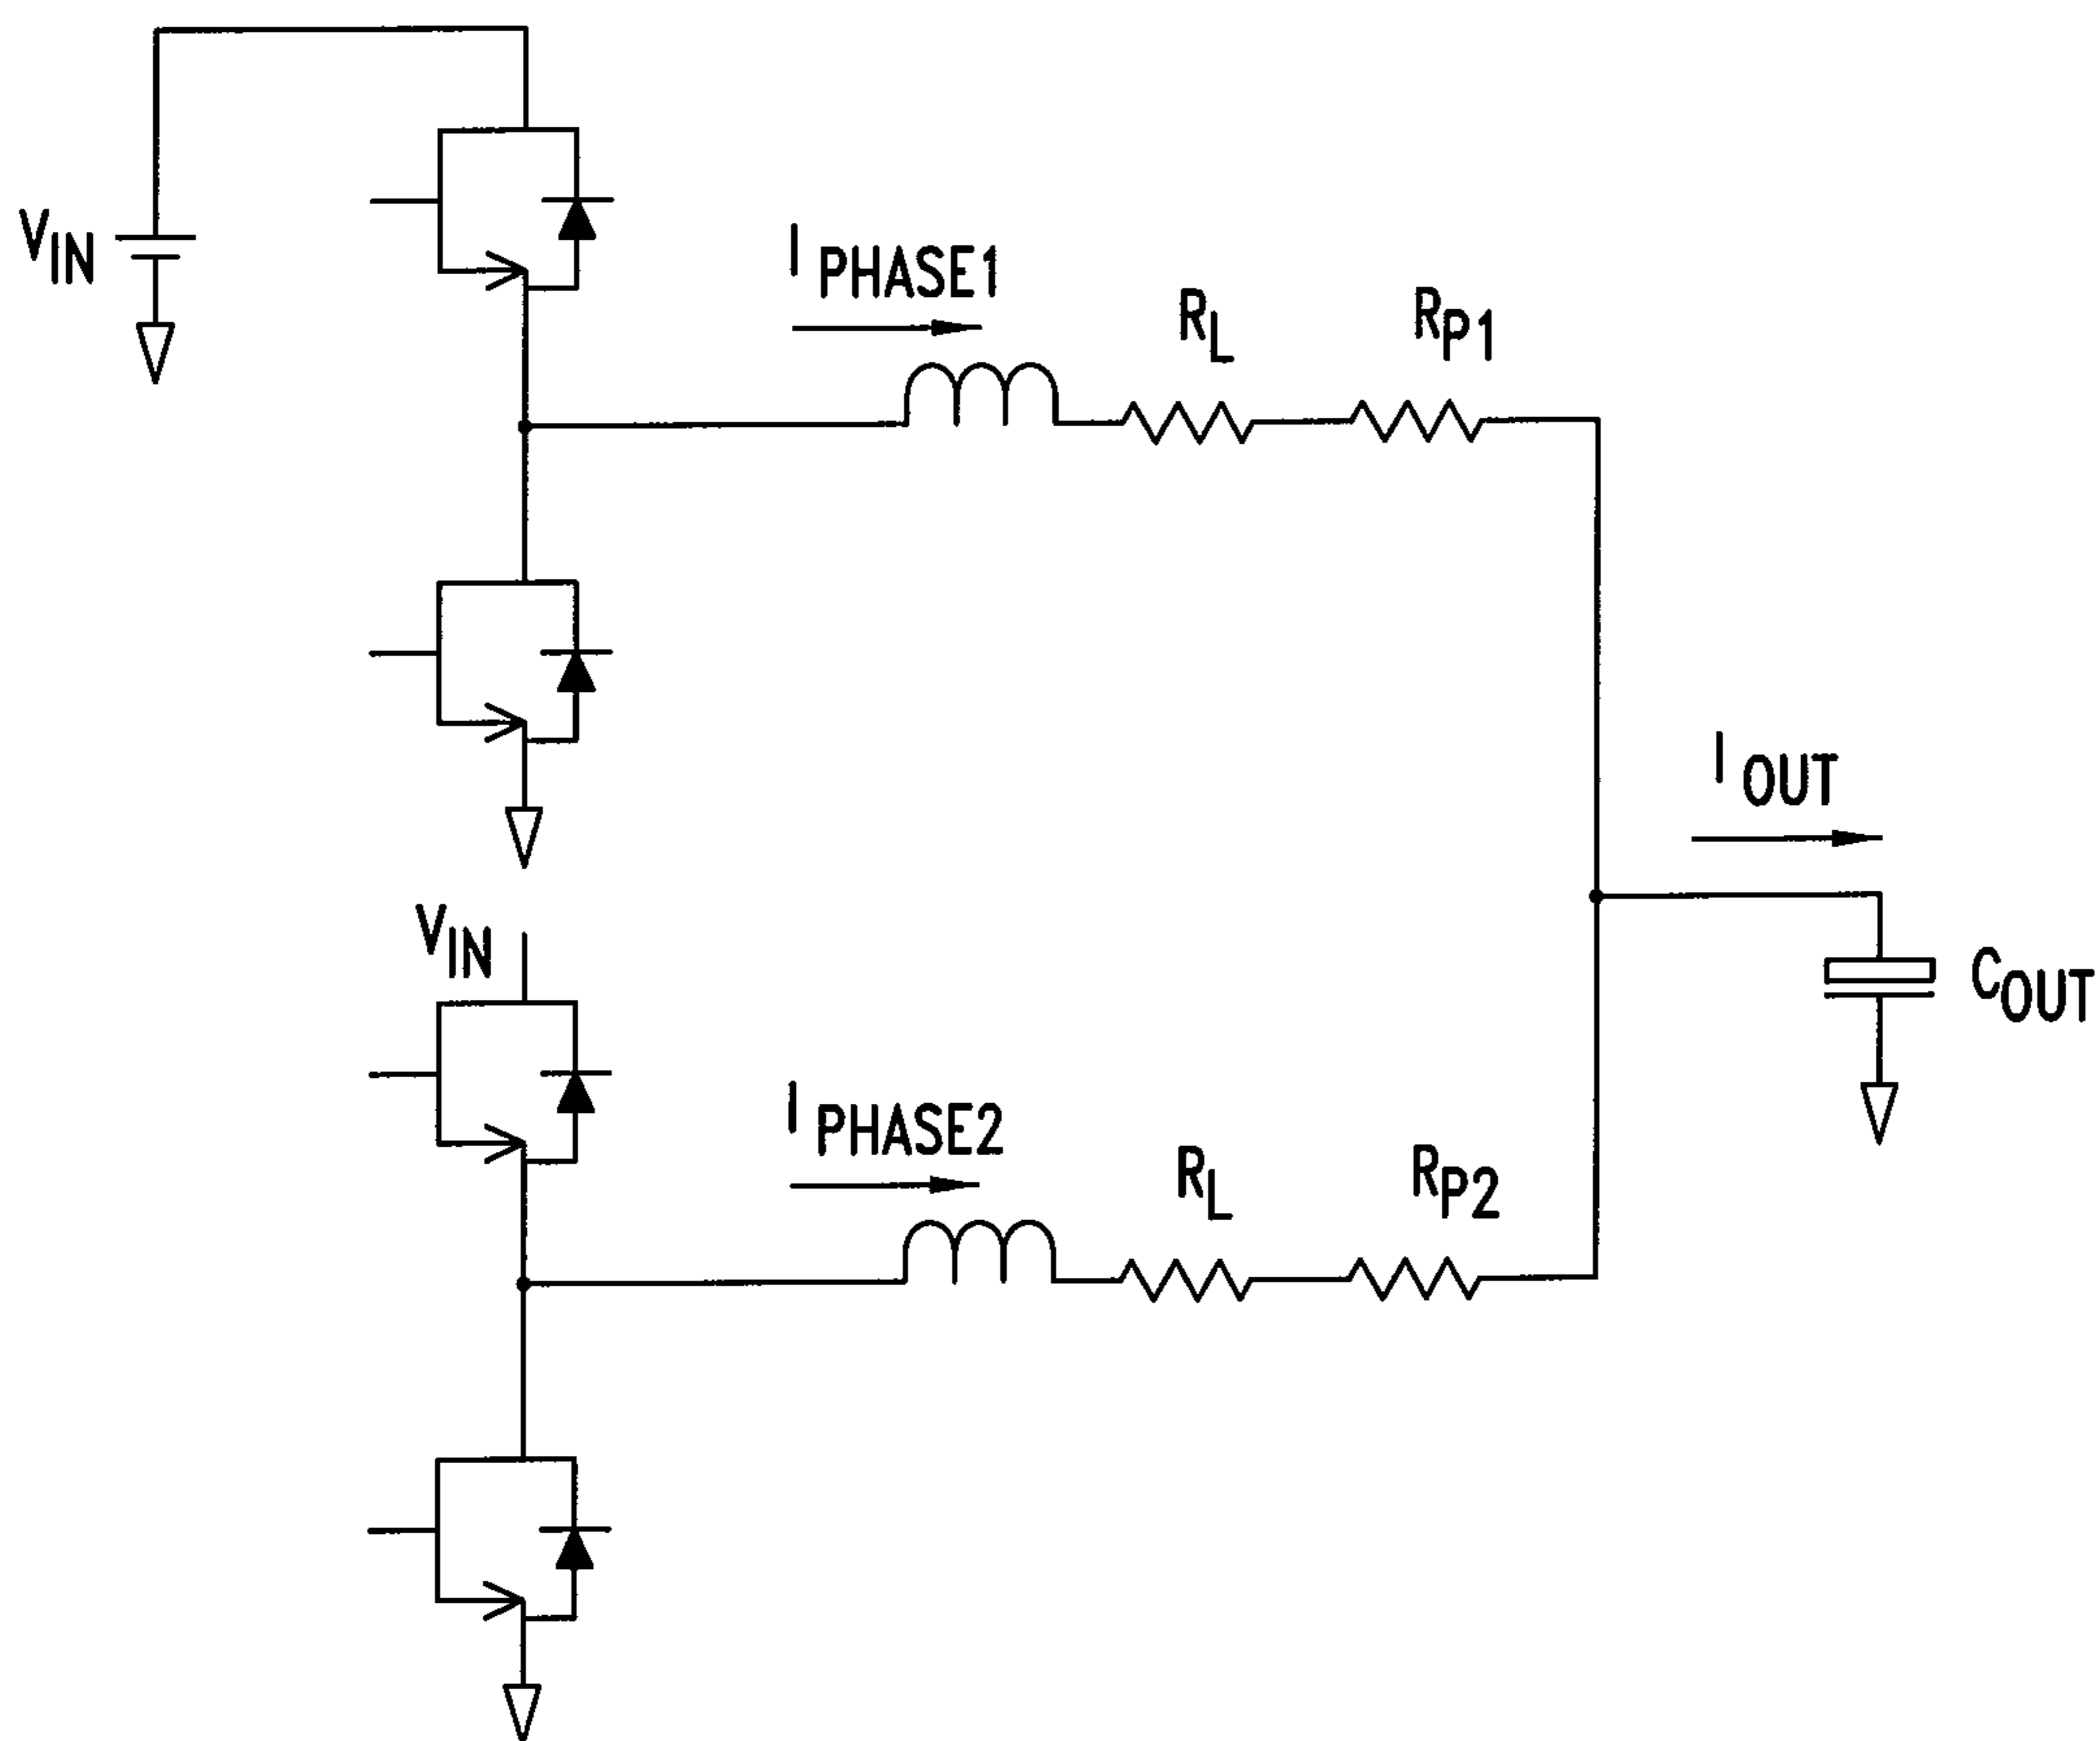 VIN
IPHASE1
RL
RP1
IOUT
VIN
COUT
IPHASE2
RL
RP2